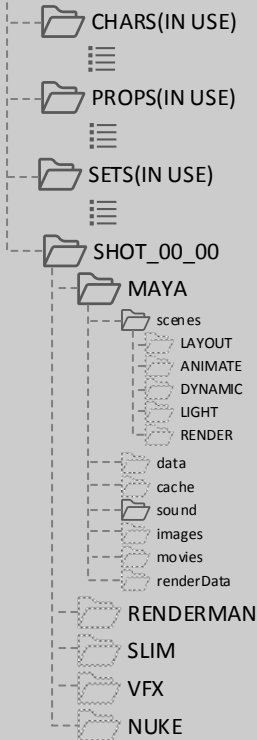 CHARS(IN USE)
PROPS(IN USE)
SETS(IN USE)
SHOT_00_00
MAYA
scenes
LAYOUT
ANIMATE
DYNAMIC
LIGHT
RENDER
data
cache
sound
images
movies
renderData
RENDERMAN
SLIM
VFX
NUKE